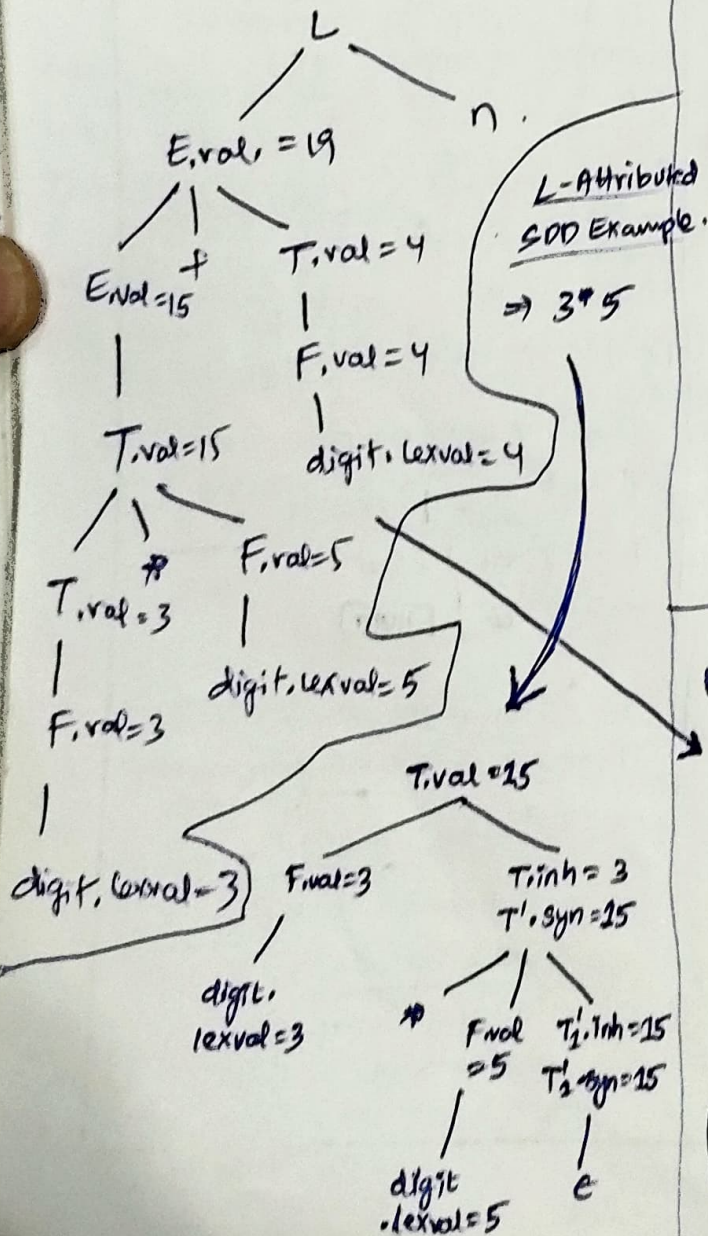 L
n.
E.val. = 19
E.val=15
+
T.val = 4
F.val = 4
digit. lexval = 4
T.val=15
T.val = 3
*
F.val=5
digit.lexval= 5
F.val=3
digit. lexval=3
L-Attributed
SDD Example.
⇒ 3*5
T.val = 15
F.val=3
digit.
lexval = 3
T.inh = 3
T'.syn = 15
*
F.val
= 5
digit
.lexval= 5
T'₁.inh = 15
T'₁.syn = 15
e